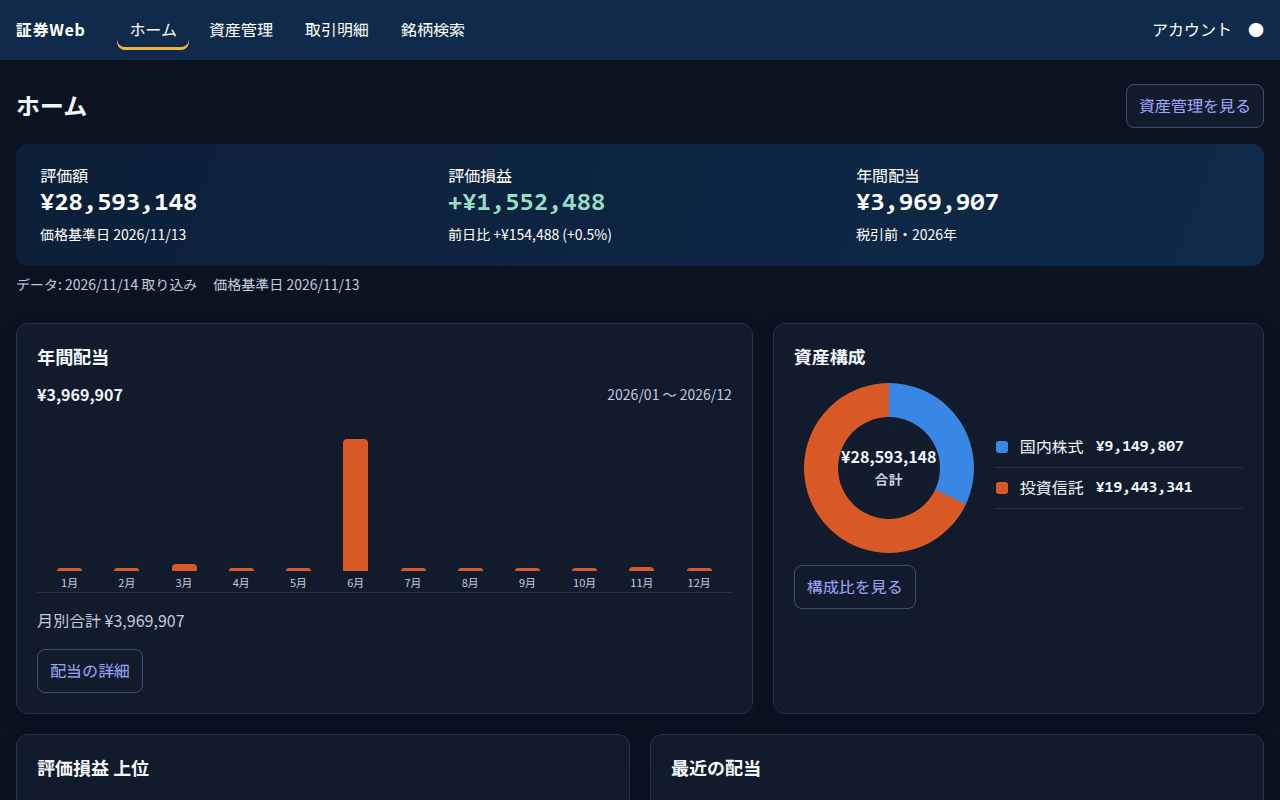 証券Web ホーム 資産管理 取引明細 銘柄検索 アカウント
ホーム 資産管理を見る
評価額 評価損益 年間配当
¥28,593,148 +¥1,552,488 ¥3,969,907
価格基準日 2026/11/13 前日比 +¥154,488 (+0.5%) 税引前・2026年
データ: 2026/11/14 取り込み 価格基準日 2026/11/13
年間配当
¥3,969,907 2026/01 〜 2026/12
1月 2月 3月 4月 5月 6月 7月 8月 9月 10月 11月 12月
月別合計 ¥3,969,907
配当の詳細
資産構成
¥28,593,148
合計
国内株式 ¥9,149,807
投資信託 ¥19,443,341
構成比を見る
評価損益 上位
最近の配当